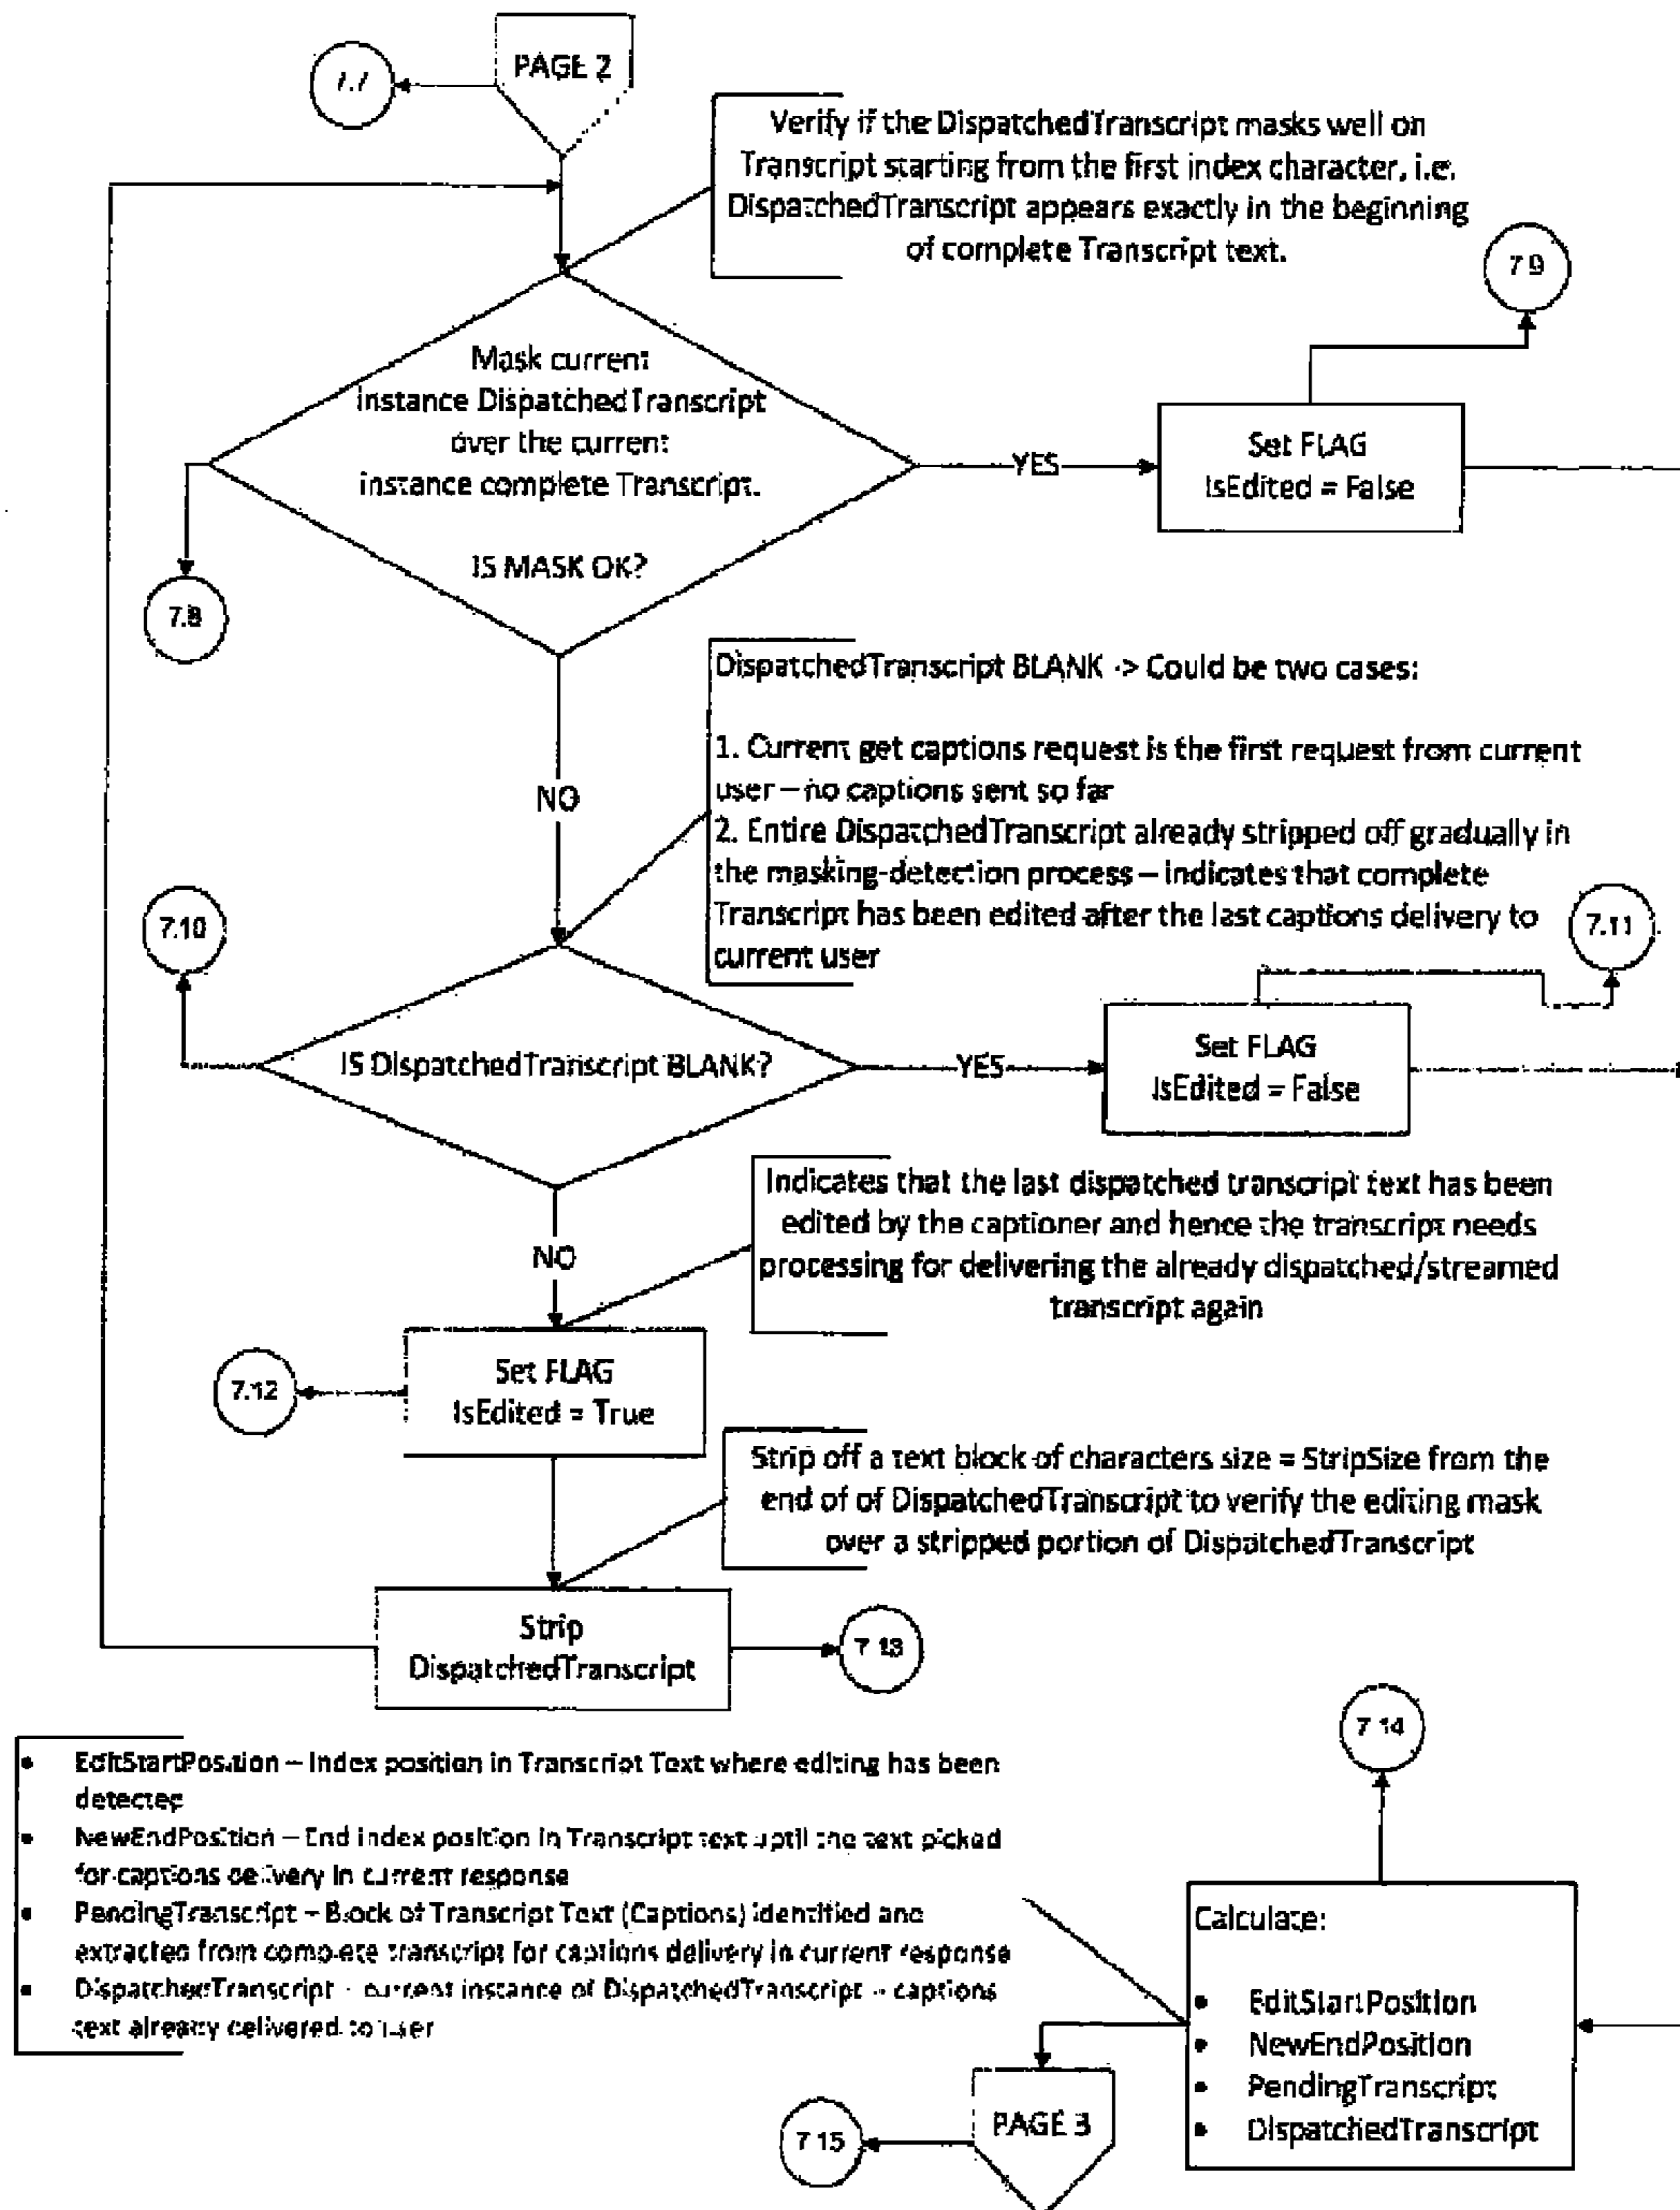 PAGE 2
7.7
Verify if the DispatchedTranscript masks well on
Transcript starting from the first index character, i.e.
DispatchedTranscript appears exactly in the beginning
of complete Transcript text.
7.9
Mask current
instance DispatchedTranscript
over the current
instance complete Transcript.
IS MASK OK?
YES
Set FLAG
IsEdited = False
7.8
NO
DispatchedTranscript BLANK -> Could be two cases:
1. Current get captions request is the first request from current
user – no captions sent so far
2. Entire DispatchedTranscript already stripped off gradually in
the masking-detection process – indicates that complete
Transcript has been edited after the last captions delivery to
current user
7.10
7.11
IS DispatchedTranscript BLANK?
YES
Set FLAG
IsEdited = False
NO
Indicates that the last dispatched transcript text has been
edited by the captioner and hence the transcript needs
processing for delivering the already dispatched/streamed
transcript again
7.12
Set FLAG
IsEdited = True
Strip off a text block of characters size = StripSize from the
end of of DispatchedTranscript to verify the editing mask
over a stripped portion of DispatchedTranscript
Strip
DispatchedTranscript
7.13
7.14
• EditStartPosition – Index position in Transcript Text where editing has been
detected
• NewEndPosition – End index position in Transcript text uptil the text picked
for captions delivery in current response
• PendingTranscript – Block of Transcript Text (Captions) identified and
extracted from complete transcript for captions delivery in current response
• DispatchedTranscript - current instance of DispatchedTranscript – captions
text already delivered to user
Calculate:
• EditStartPosition
• NewEndPosition
• PendingTranscript
• DispatchedTranscript
PAGE 3
7.15